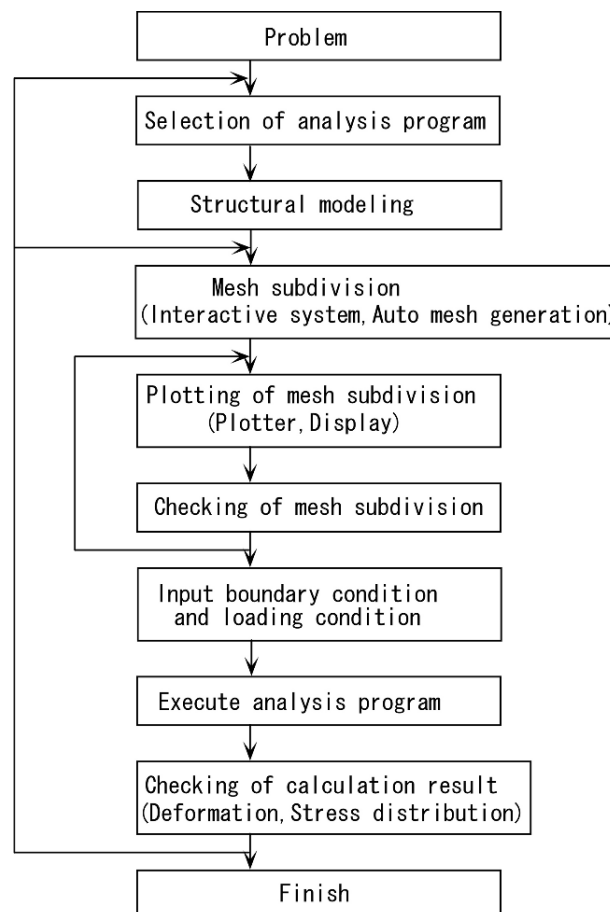 Problem
Selection of analysis program
Structural modeling
Mesh subdivision
(Interactive system, Auto mesh generation)
Plotting of mesh subdivision
(Plotter, Display)
Checking of mesh subdivision
Input boundary condition
and loading condition
Execute analysis program
Checking of calculation result
(Deformation, Stress distribution)
Finish